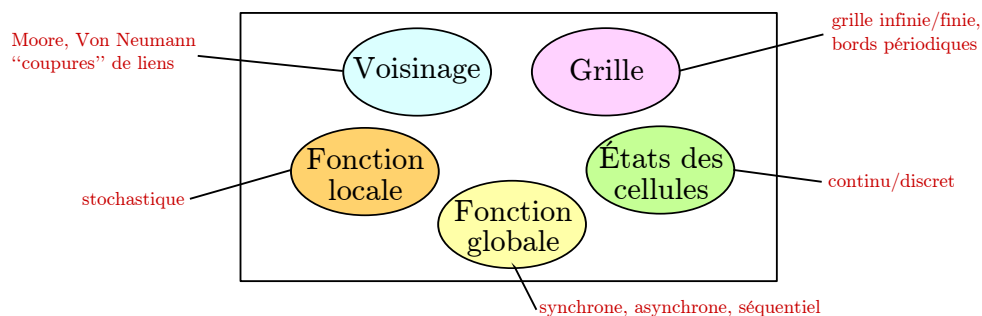 Moore, Von Neumann
“coupures” de liens
Voisinage
Grille
grille infinie/finie,
bords périodiques
Fonction
locale
États des
cellules
stochastique
continu/discret
Fonction
globale
synchrone, asynchrone, séquentiel